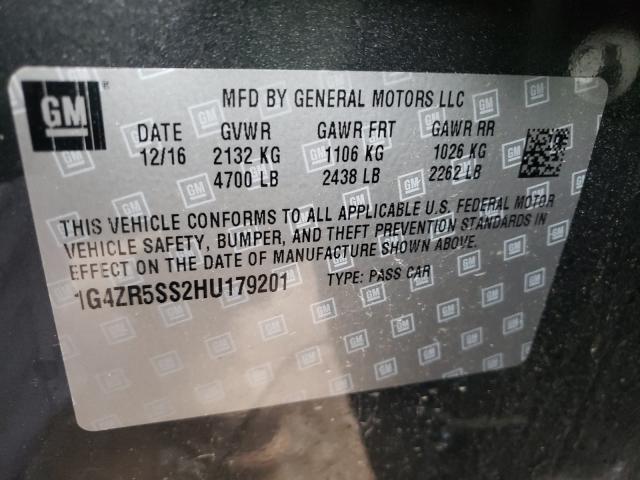 GM
MFD BY GENERAL MOTORS LLC
DATE GVWR GAWR FRT GAWR RR
12/16 2132 KG 1106 KG 1026 KG
4700 LB 2438 LB 2262 LB
THIS VEHICLE CONFORMS TO ALL APPLICABLE U.S. FEDERAL MOTOR
VEHICLE SAFETY, BUMPER, AND THEFT PREVENTION STANDARDS IN
EFFECT ON THE DATE OF MANUFACTURE SHOWN ABOVE.
1G4ZR5SS2HU179201 TYPE: PASS CAR